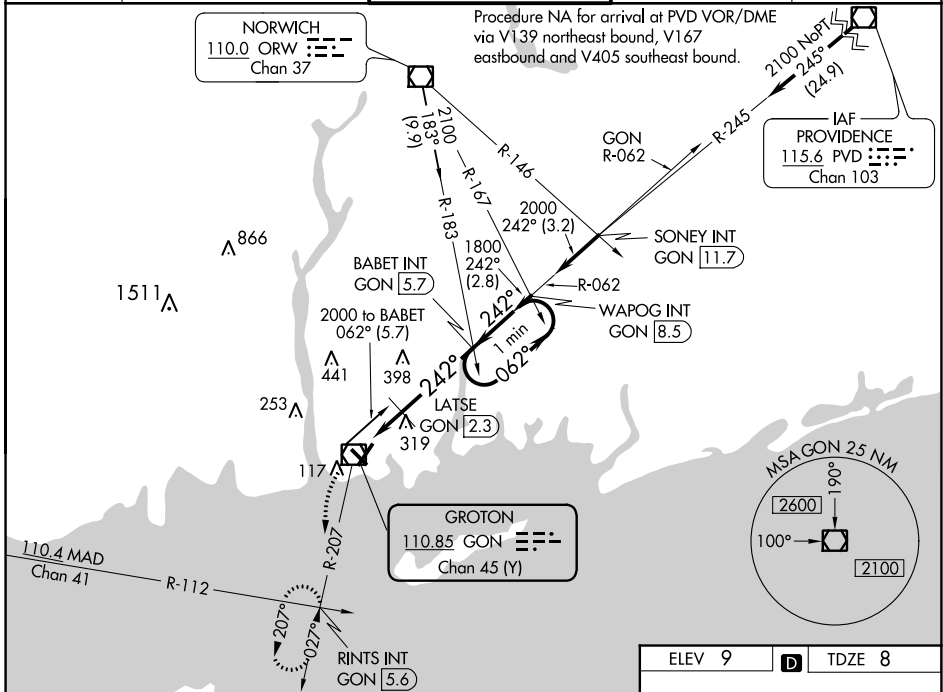 NORWICH
110.0 ORW
Chan 37
Procedure NA for arrival at PVD VOR/DME
via V139 northeast bound, V167
eastbound and V405 southeast bound.
2100 NoPT
245°
(24.9)
IAF
PROVIDENCE
115.6 PVD
Chan 103
2100
183°
(9.9)
R-146
R-167
R-183
GON
R-062
R-245
2000
242° (3.2)
SONEY INT
GON 11.7
866
1511
BABET INT
GON 5.7
1800
242°
(2.8)
R-062
WAPOG INT
GON 8.5
2000 to BABET
062° (5.7)
242°
1 min
062°
242°
441
398
253
LATSE
GON 2.3
319
117
GROTON
110.85 GON
Chan 45 (Y)
MSA GON 25 NM
190°
2600
100°
2100
110.4 MAD
Chan 41
R-112
R-207
207°
027°
RINTS INT
GON 5.6
ELEV 9 D TDZE 8